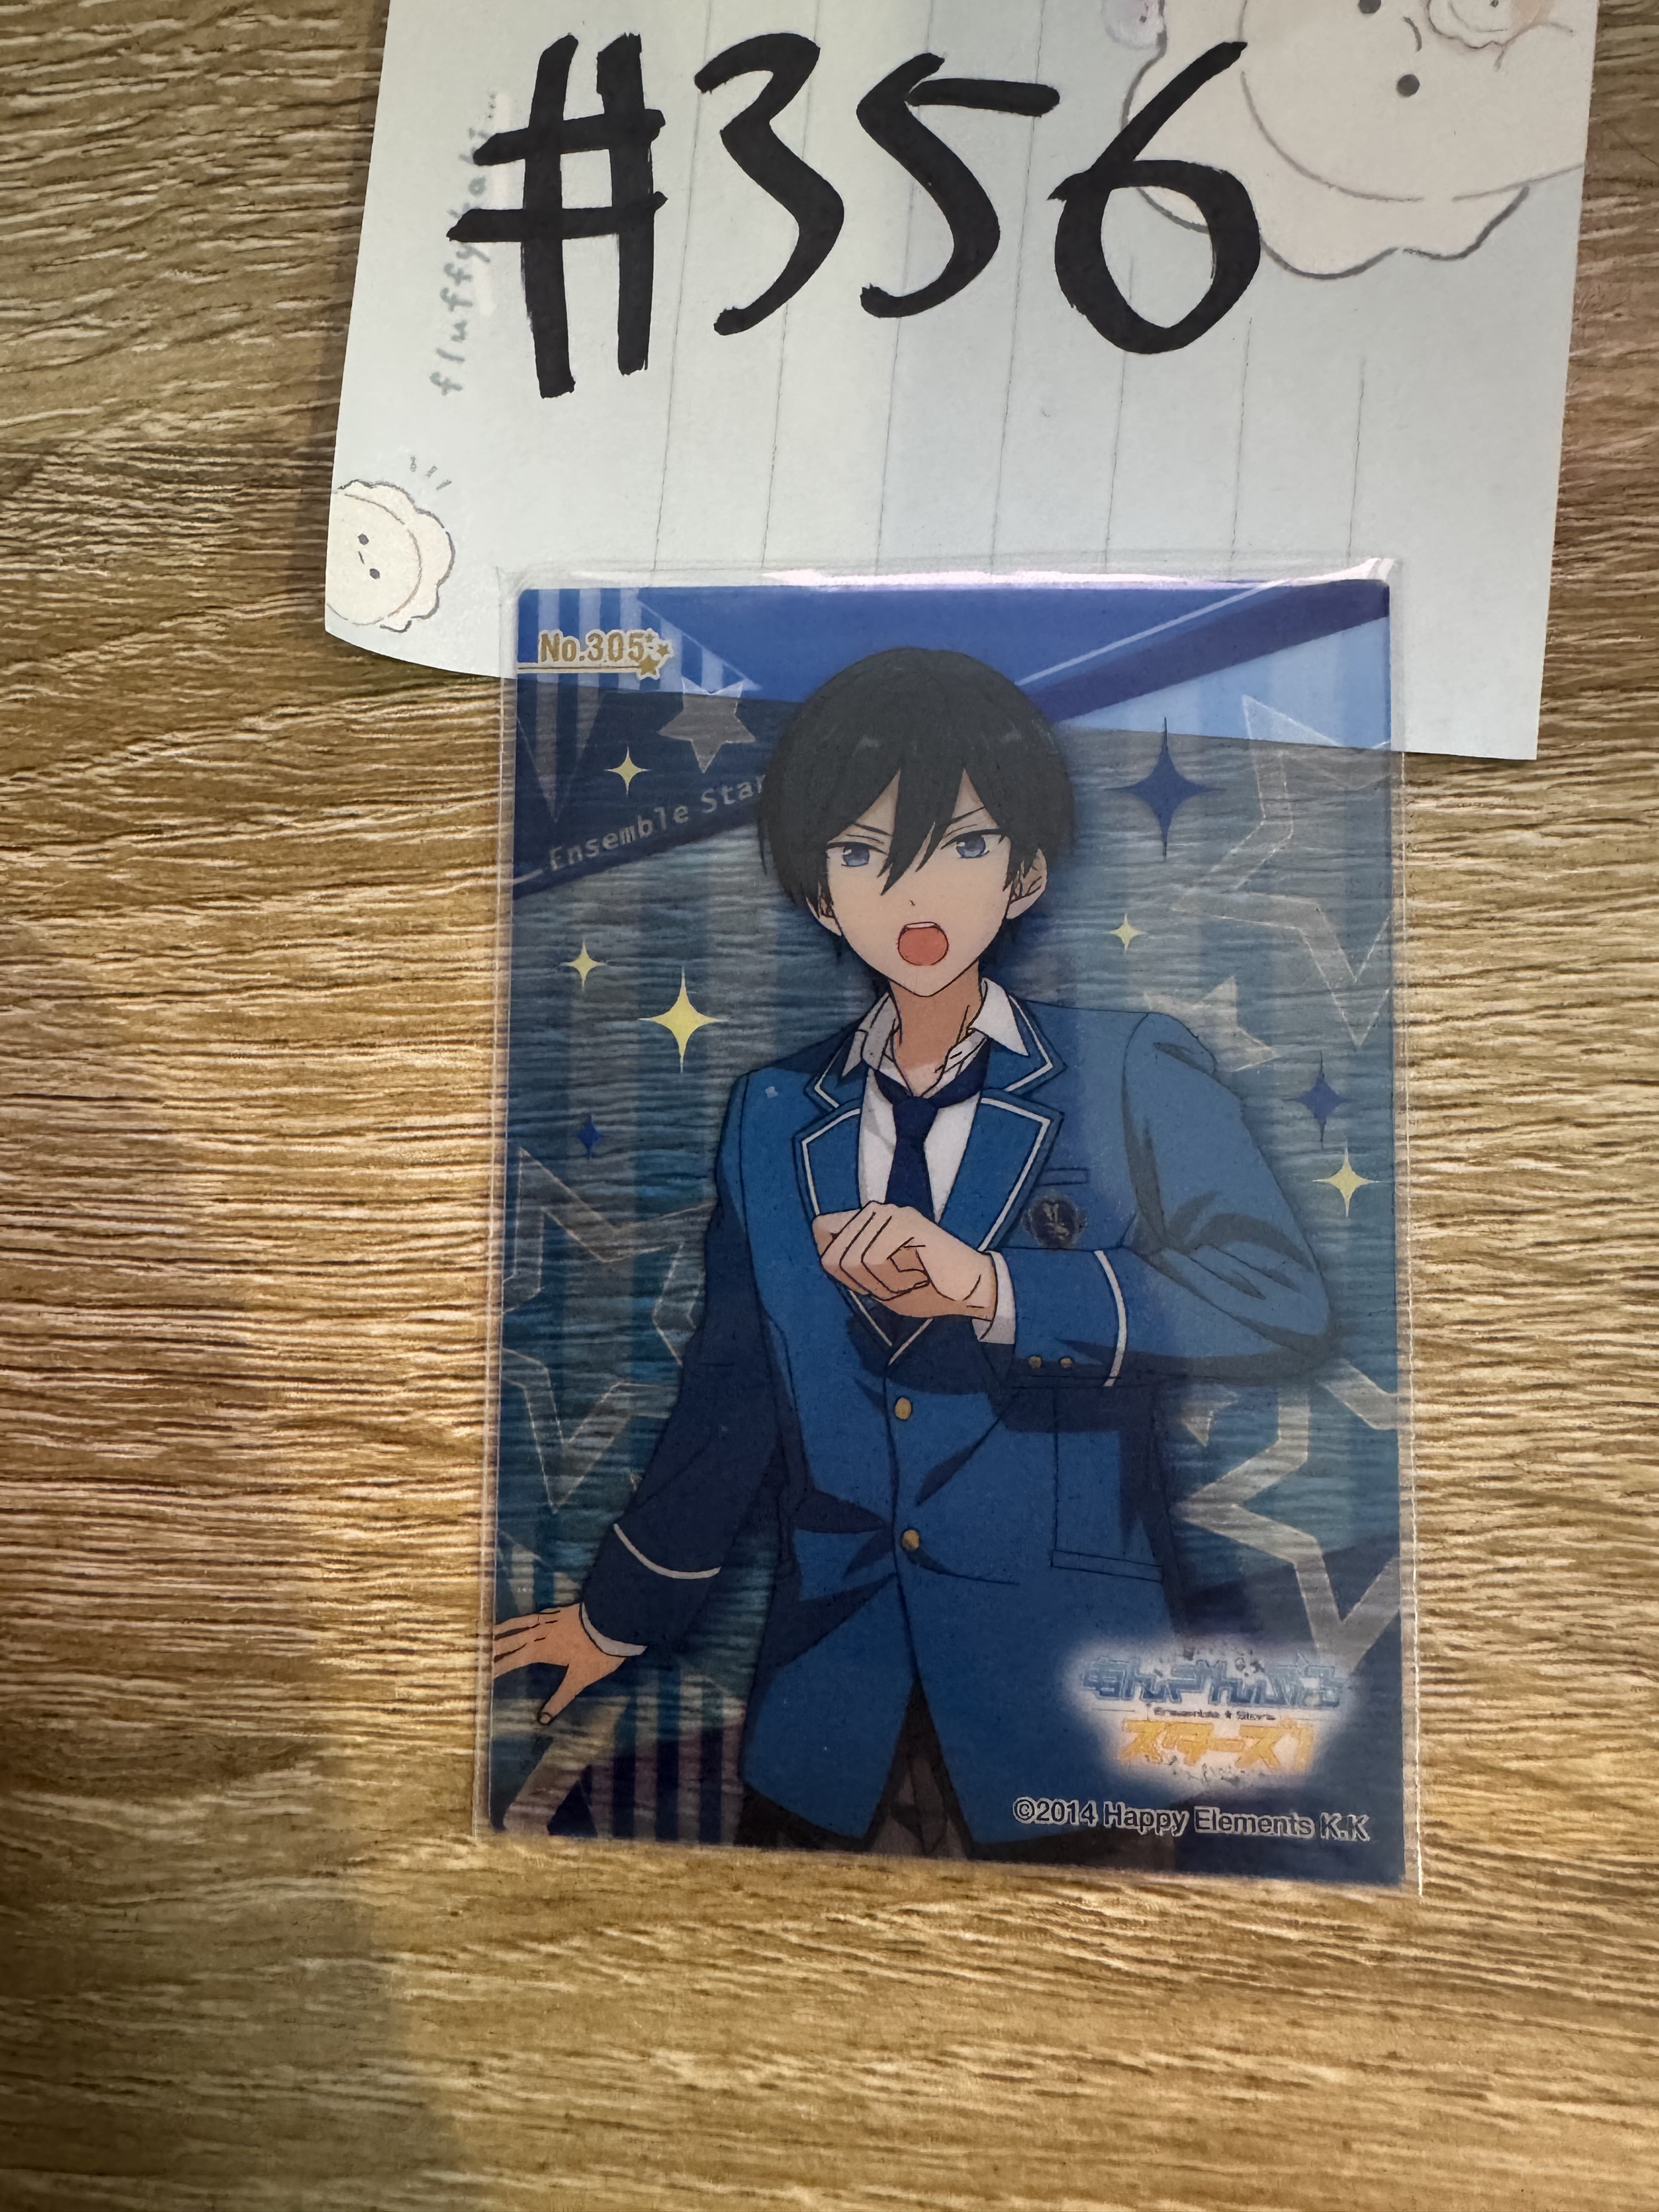 #356
fluffy
No.305
Ensemble Star
あんさんぶる
Ensemble ★ Stars
スターズ!
©2014 Happy Elements K.K